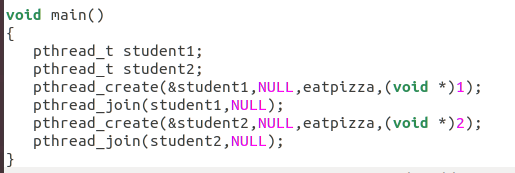 void main()
{
pthread_t student1;
pthread_t student2;
pthread_create(&student1,NULL,eatpizza,(void *)1);
pthread_join(student1,NULL);
pthread_create(&student2,NULL,eatpizza,(void *)2);
pthread_join(student2,NULL);
}